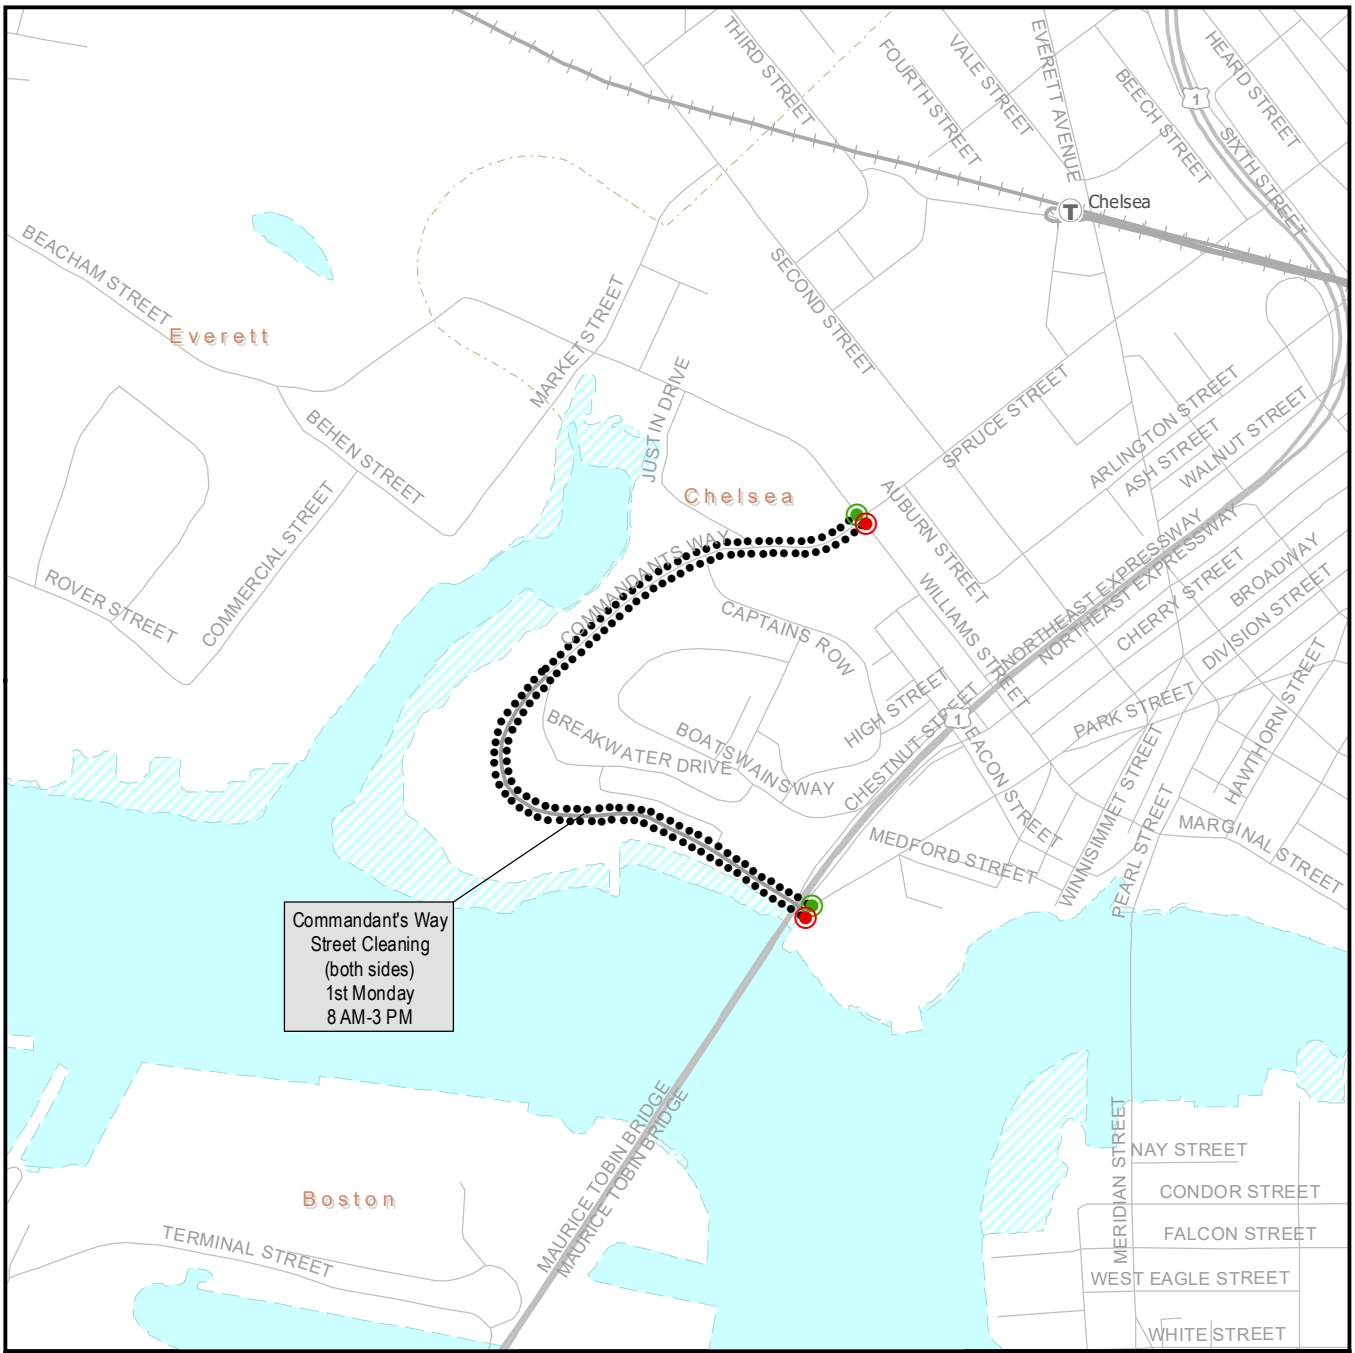 THIRD STREET
FOURTH STREET
VALE STREET
EVERETT AVENUE
BEECH STREET
HEARD STREET
1
SIXTH STREET
T
Chelsea
BEACHAM STREET
Everett
MARKET STREET
SECOND STREET
JUSTIN DRIVE
SPRUCE STREET
ARLINGTON STREET
ASH STREET
WALNUT STREET
BEHEN STREET
COMMERCIAL STREET
ROVER STREET
Chelsea
AUBURN STREET
COMMANDANTS WAY
CAPTAINS ROW
WILLIAMS STREET
NORTHEAST EXPRESSWAY
NORTHEAST EXPRESSWAY
CHERRY STREET
BROADWAY
DIVISION STREET
HIGH STREET
CHESTNUT STREET
1
BEACON STREET
PARK STREET
HAWTHORN STREET
BREAKWATER DRIVE
BOATSWAINSWAY
MEDFORD STREET
WINNISIMMET STREET
PEARL STREET
MARGINAL STREET
Commandant's Way
Street Cleaning
(both sides)
1st Monday
8 AM-3 PM
MAURICE TOBIN BRIDGE
MAURICE TOBIN BRIDGE
MERIDIAN STREET
NAY STREET
CONDOR STREET
FALCON STREET
WEST EAGLE STREET
WHITE STREET
Boston
TERMINAL STREET